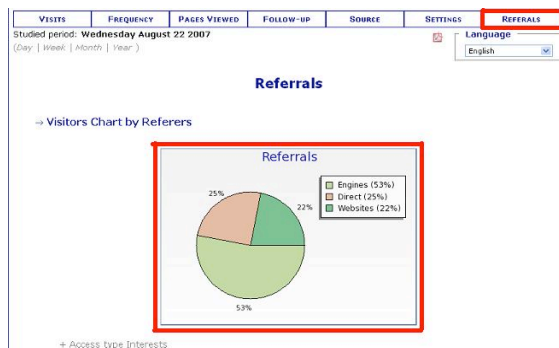 VISITS FREQUENCY PAGES VIEWED FOLLOW-UP SOURCE SETTINGS REFERALS
Studied period: Wednesday August 22 2007
(Day | Week | Month | Year )
Language
English
Referrals
→ Visitors Chart by Referers
Referrals
Engines (53%)
Direct (25%)
Websites (22%)
25%
22%
53%
+ Access type Interests